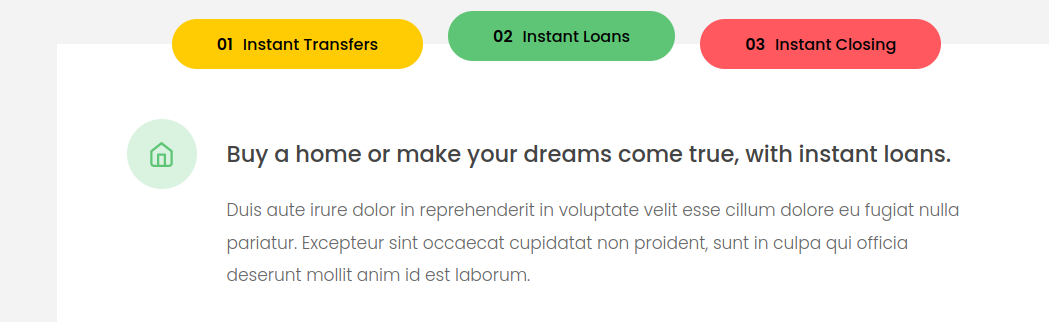 01 Instant Transfers
02 Instant Loans
03 Instant Closing
Buy a home or make your dreams come true, with instant loans.
Duis aute irure dolor in reprehenderit in voluptate velit esse cillum dolore eu fugiat nulla
pariatur. Excepteur sint occaecat cupidatat non proident, sunt in culpa qui officia
deserunt mollit anim id est laborum.